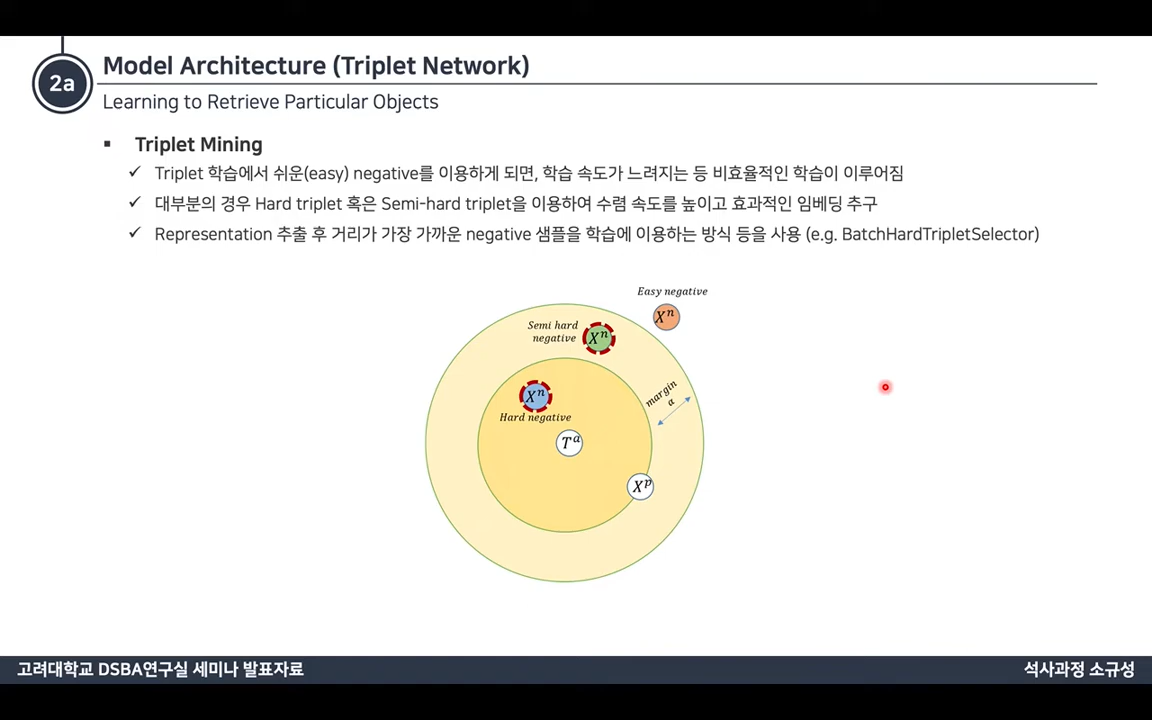 2a
Model Architecture (Triplet Network)
Learning to Retrieve Particular Objects
▪ Triplet Mining
✓ Triplet 학습에서 쉬운(easy) negative를 이용하게 되면, 학습 속도가 느려지는 등 비효율적인 학습이 이루어짐
✓ 대부분의 경우 Hard triplet 혹은 Semi-hard triplet을 이용하여 수렴 속도를 높이고 효과적인 임베딩 추구
✓ Representation 추출 후 거리가 가장 가까운 negative 샘플을 학습에 이용하는 방식 등을 사용 (e.g. BatchHardTripletSelector)
Easy negative
Xⁿ
Semi hard
negative
Xⁿ
margin
α
Xⁿ
Hard negative
Tᵃ
Xᵖ
고려대학교 DSBA연구실 세미나 발표자료
석사과정 소규성